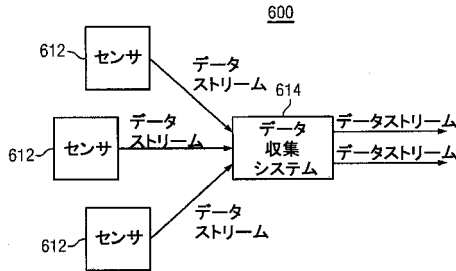 600
612
センサ
データ
ストリーム
614
612
センサ
データ
ストリーム
データ
収集
システム
データストリーム
データストリーム
612
センサ
データ
ストリーム